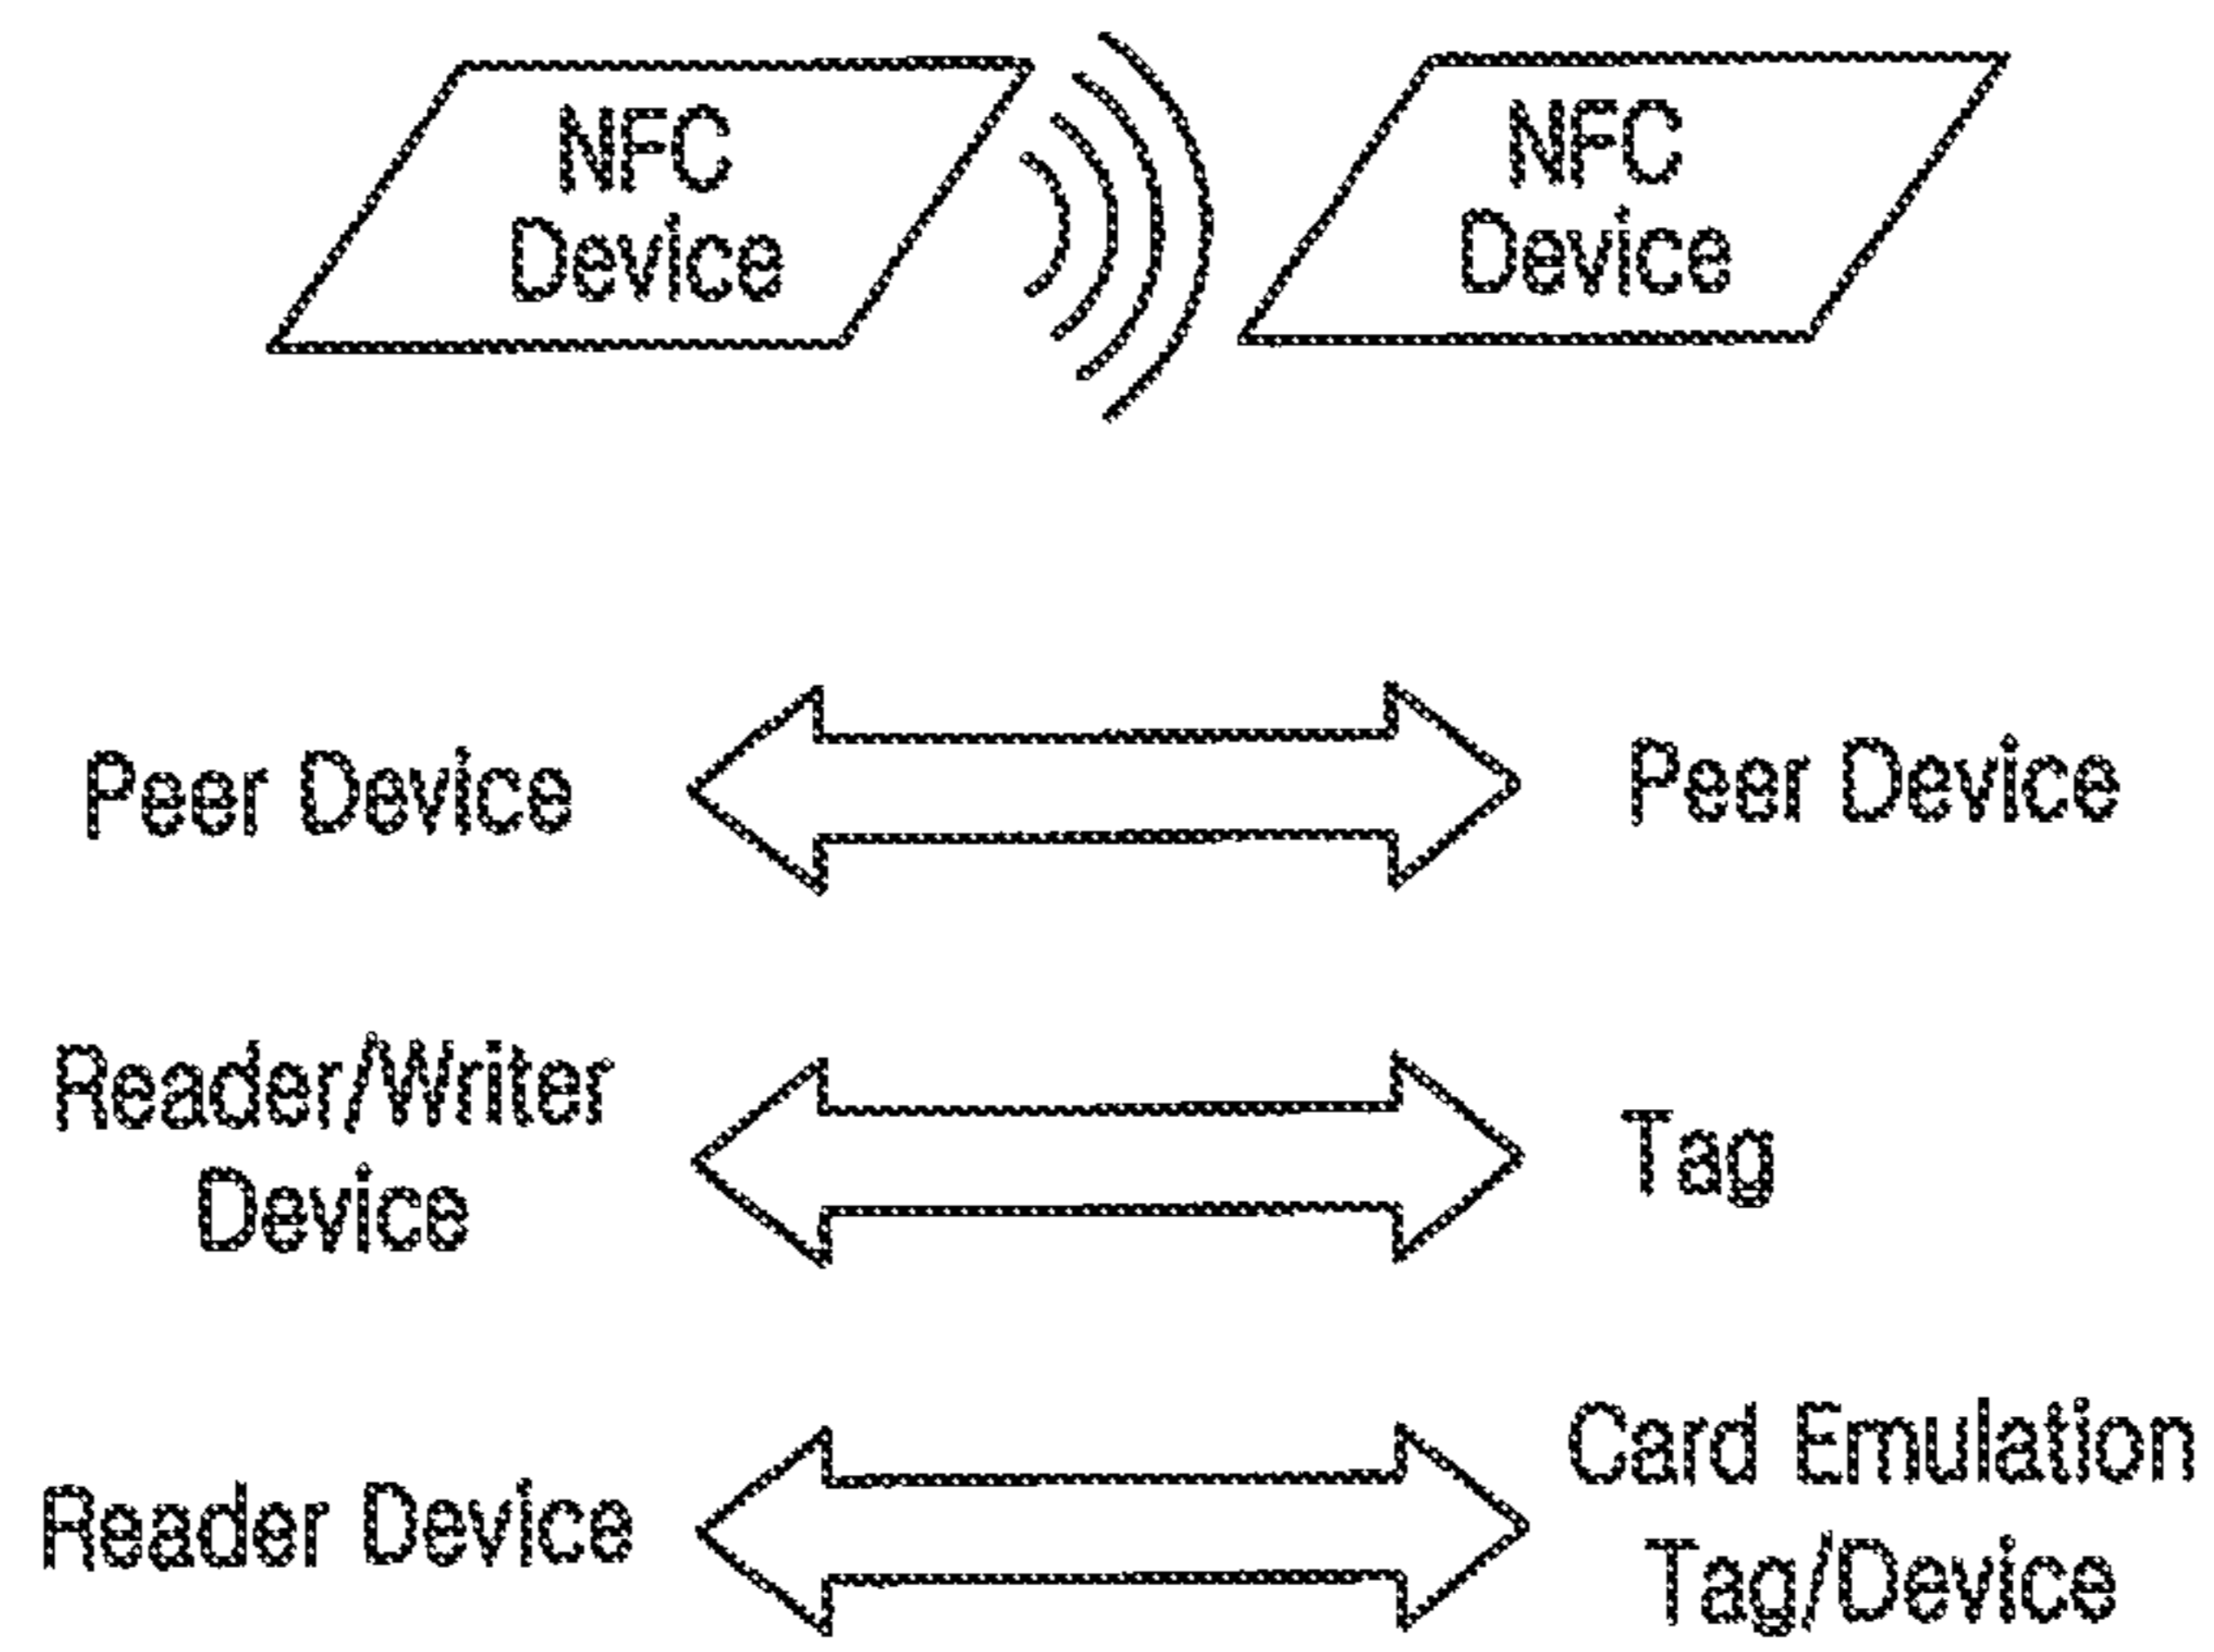 NFC
Device
NFC
Device
Peer Device
Peer Device
Reader/Writer
Device
Tag
Reader Device
Card Emulation
Tag/Device